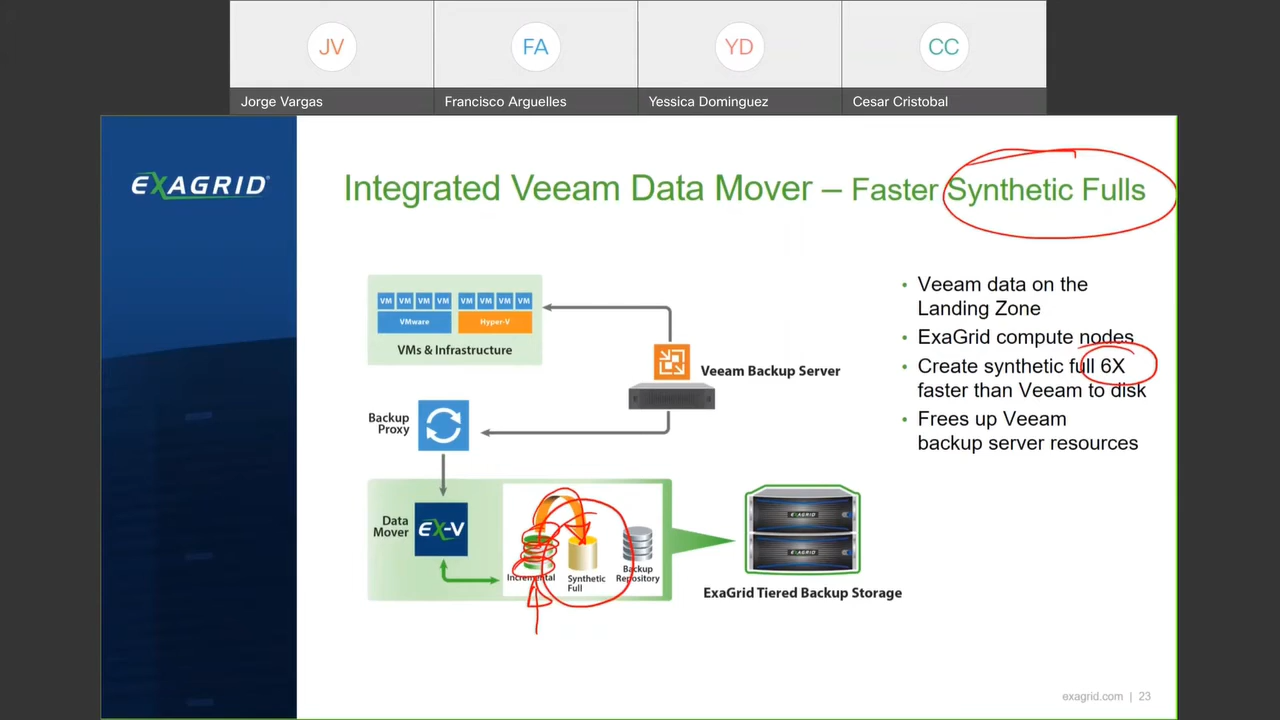 JV
FA
YD
CC
Jorge Vargas
Francisco Arguelles
Yessica Dominguez
Cesar Cristobal
EXAGRID®
Integrated Veeam Data Mover – Faster Synthetic Fulls
VM VM VM VM VM VM VM VM
VMware
Hyper-V
VMs & Infrastructure
Veeam Backup Server
Backup
Proxy
Data
Mover
EX-V
Incremental
Synthetic
Full
Backup
Repository
EXAGRID
EXAGRID
ExaGrid Tiered Backup Storage
• Veeam data on the
Landing Zone
• ExaGrid compute nodes
• Create synthetic full 6X
faster than Veeam to disk
• Frees up Veeam
backup server resources
exagrid.com | 23